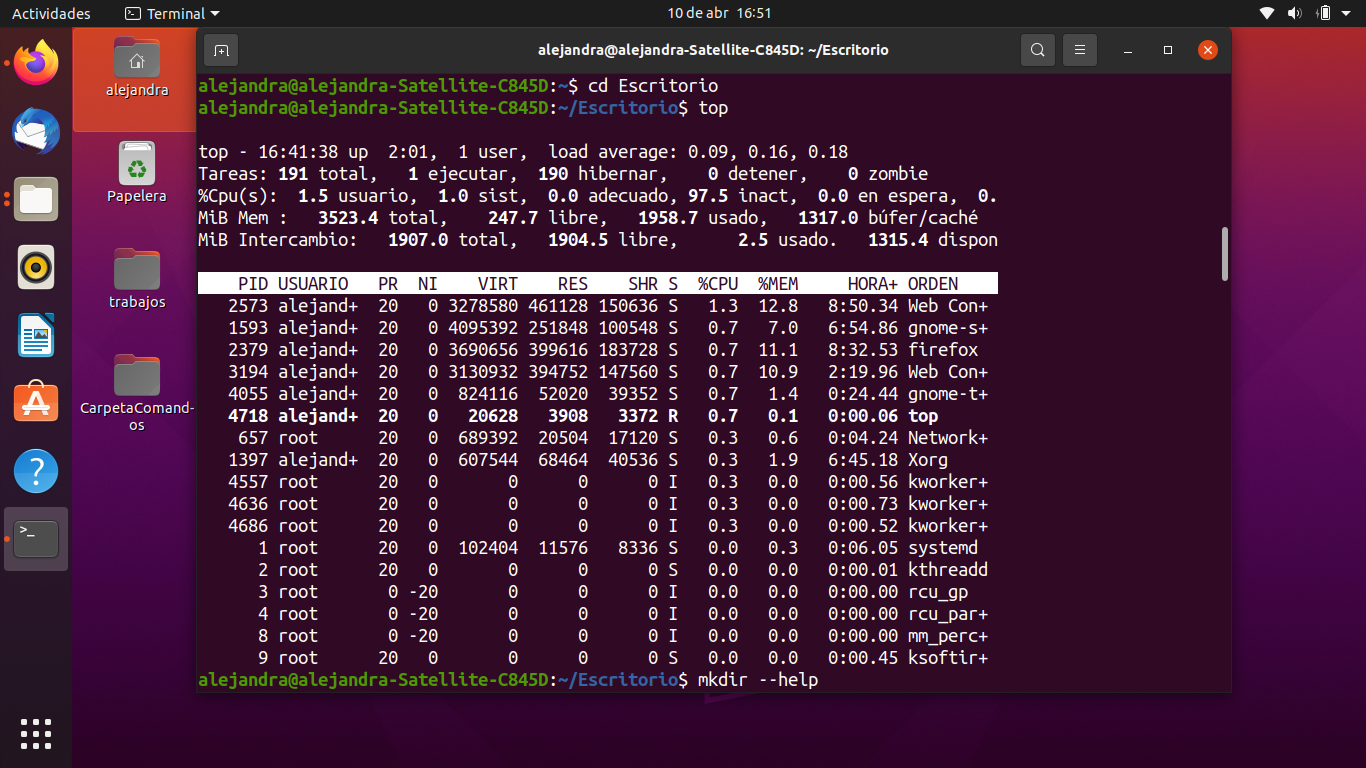 Actividades Terminal 10 de abr 16:51
alejandra@alejandra-Satellite-C845D: ~/Escritorio
alejandra
Papelera
trabajos
CarpetaComand-
os
alejandra@alejandra-Satellite-C845D:~$ cd Escritorio
alejandra@alejandra-Satellite-C845D:~/Escritorio$ top
top - 16:41:38 up  2:01,  1 user,  load average: 0.09, 0.16, 0.18
Tareas: 191 total,   1 ejecutar,  190 hibernar,    0 detener,    0 zombie
%Cpu(s):  1.5 usuario,  1.0 sist,  0.0 adecuado, 97.5 inact,  0.0 en espera,  0.
MiB Mem :   3523.4 total,    247.7 libre,   1958.7 usado,   1317.0 búfer/caché
MiB Intercambio:   1907.0 total,   1904.5 libre,      2.5 usado.   1315.4 dispon
PID USUARIO   PR  NI    VIRT    RES    SHR S  %CPU  %MEM     HORA+ ORDEN
2573 alejand+  20   0 3278580 461128 150636 S   1.3  12.8   8:50.34 Web Con+
1593 alejand+  20   0 4095392 251848 100548 S   0.7   7.0   6:54.86 gnome-s+
2379 alejand+  20   0 3690656 399616 183728 S   0.7  11.1   8:32.53 firefox
3194 alejand+  20   0 3130932 394752 147560 S   0.7  10.9   2:19.96 Web Con+
4055 alejand+  20   0  824116  52020  39352 S   0.7   1.4   0:24.44 gnome-t+
4718 alejand+  20   0   20628   3908   3372 R   0.7   0.1   0:00.06 top
657 root      20   0  689392  20504  17120 S   0.3   0.6   0:04.24 Network+
1397 alejand+  20   0  607544  68464  40536 S   0.3   1.9   6:45.18 Xorg
4557 root      20   0       0      0      0 I   0.3   0.0   0:00.56 kworker+
4636 root      20   0       0      0      0 I   0.3   0.0   0:00.73 kworker+
4686 root      20   0       0      0      0 I   0.3   0.0   0:00.52 kworker+
1 root      20   0  102404  11576   8336 S   0.0   0.3   0:06.05 systemd
2 root      20   0       0      0      0 S   0.0   0.0   0:00.01 kthreadd
3 root       0 -20       0      0      0 I   0.0   0.0   0:00.00 rcu_gp
4 root       0 -20       0      0      0 I   0.0   0.0   0:00.00 rcu_par+
8 root       0 -20       0      0      0 I   0.0   0.0   0:00.00 mm_perc+
9 root      20   0       0      0      0 S   0.0   0.0   0:00.45 ksoftir+
alejandra@alejandra-Satellite-C845D:~/Escritorio$ mkdir --help